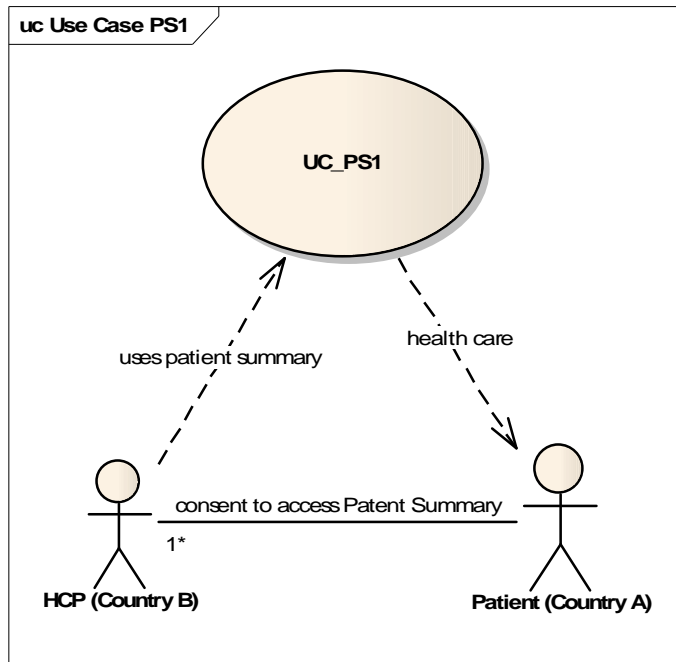 uc Use Case PS1
UC_PS1
health care
uses patient summary
consent to access Patent Summary
1*
HCP (Country B)
Patient (Country A)